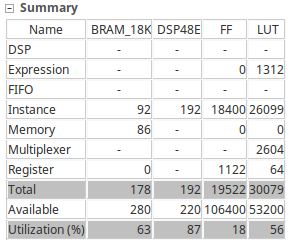 Summary
Name BRAM_18K DSP48E FF LUT
DSP - - - -
Expression - - 0 1312
FIFO - - - -
Instance 92 192 18400 26099
Memory 86 - 0 0
Multiplexer - - - 2604
Register 0 - 1122 64
Total 178 192 19522 30079
Available 280 220 106400 53200
Utilization (%) 63 87 18 56